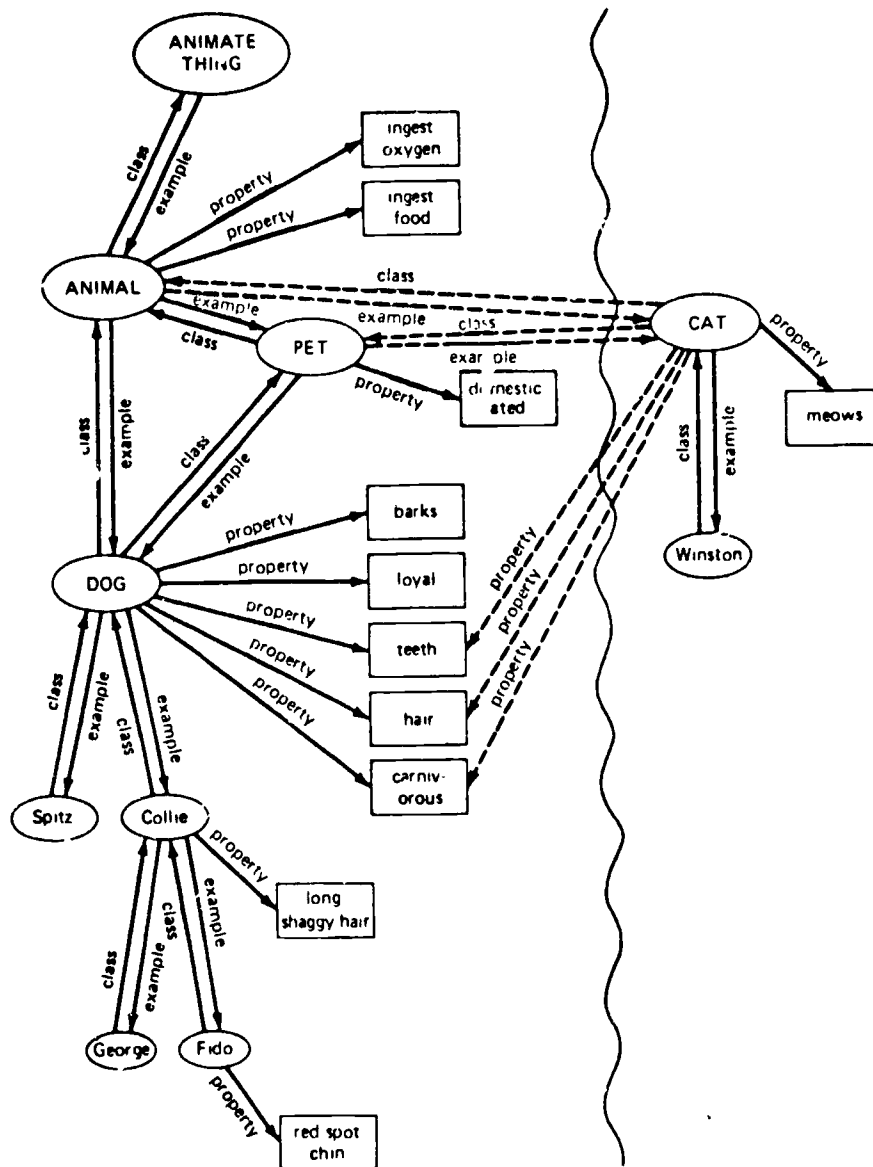 ANIMATE
THING
class
example
ingest
oxygen
property
ingest
food
property
ANIMAL
class
example
example
class
class
example
CAT
property
meows
PET
class
example
property
domestic
ated
class
example
class
example
class
example
Winston
DOG
property
barks
property
loyal
property
teeth
property
hair
property
carniv-
orous
property
property
property
class
example
class
example
Spitz
Collie
property
long
shaggy hair
class
example
class
example
George
Fido
property
red spot
chin